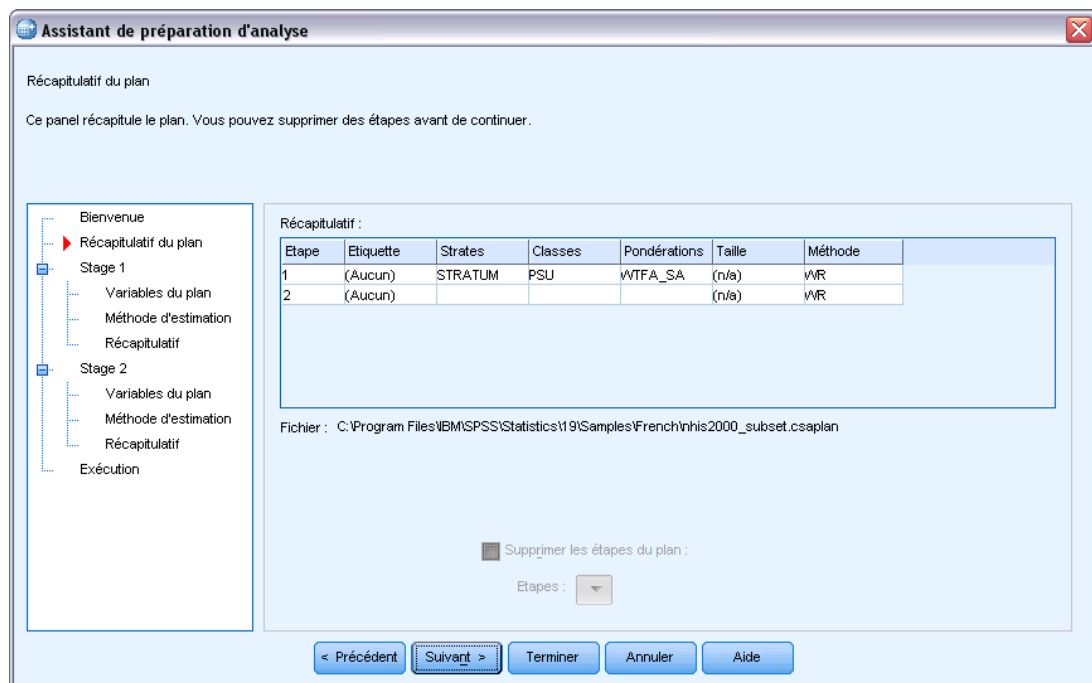 Assistant de préparation d'analyse
Récapitulatif du plan
Ce panel récapitule le plan. Vous pouvez supprimer des étapes avant de continuer.
Bienvenue
Récapitulatif du plan
Stage 1
Variables du plan
Méthode d'estimation
Récapitulatif
Stage 2
Variables du plan
Méthode d'estimation
Récapitulatif
Exécution
Récapitulatif :
Etape Etiquette Strates Classes Pondérations Taille Méthode
1 (Aucun) STRATUM PSU WTFA_SA (n/a) WR
2 (Aucun) (n/a) WR
Fichier : C:\Program Files\IBM\SPSS\Statistics\19\Samples\French\nhis2000_subset.csaplan
Supprimer les étapes du plan :
Etapes :
< Précédent Suivant > Terminer Annuler Aide